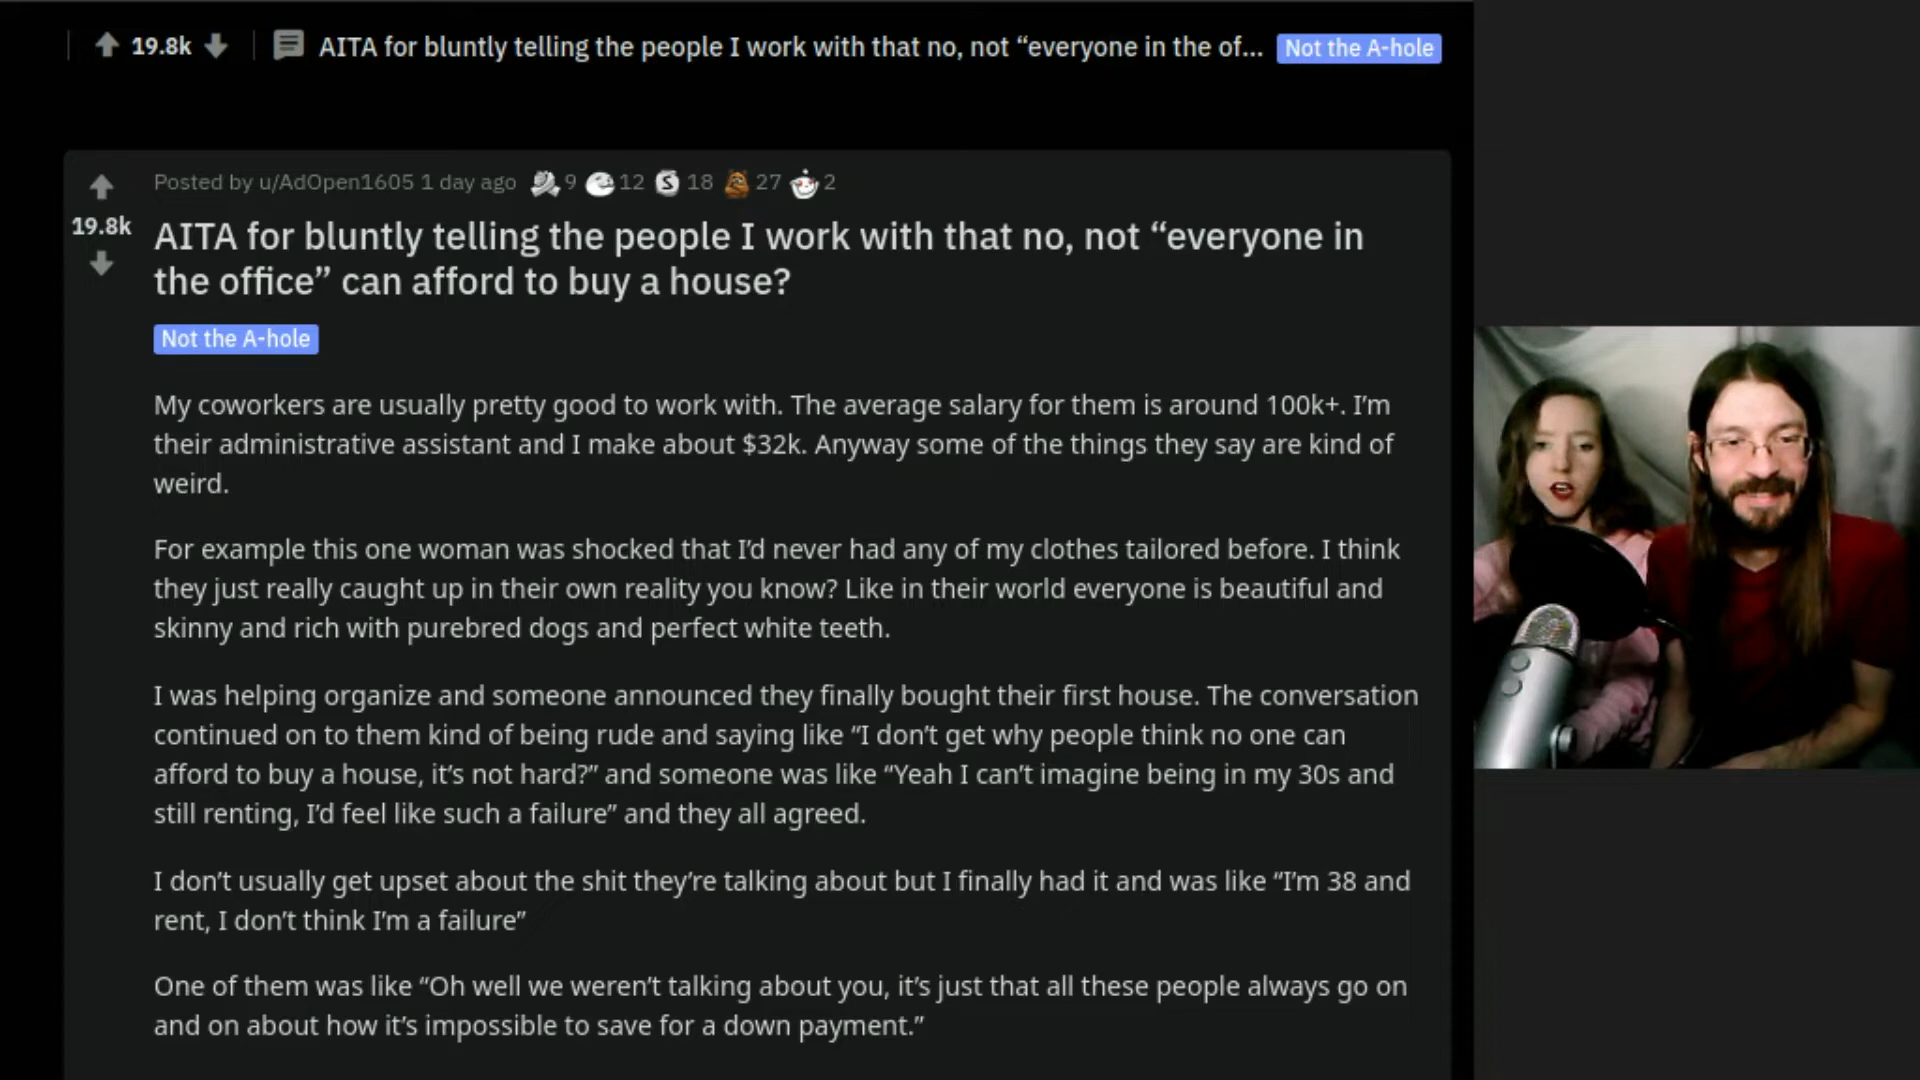 19.8k AITA for bluntly telling the people I work with that no, not “everyone in the of... Not the A-hole
Posted by u/AdOpen1605 1 day ago 9 12 18 27 2
19.8k
AITA for bluntly telling the people I work with that no, not “everyone in
the office” can afford to buy a house?
Not the A-hole
My coworkers are usually pretty good to work with. The average salary for them is around 100k+. I’m
their administrative assistant and I make about $32k. Anyway some of the things they say are kind of
weird.
For example this one woman was shocked that I’d never had any of my clothes tailored before. I think
they just really caught up in their own reality you know? Like in their world everyone is beautiful and
skinny and rich with purebred dogs and perfect white teeth.
I was helping organize and someone announced they finally bought their first house. The conversation
continued on to them kind of being rude and saying like “I don’t get why people think no one can
afford to buy a house, it’s not hard?” and someone was like “Yeah I can’t imagine being in my 30s and
still renting, I’d feel like such a failure” and they all agreed.
I don’t usually get upset about the shit they’re talking about but I finally had it and was like “I’m 38 and
rent, I don’t think I’m a failure”
One of them was like “Oh well we weren’t talking about you, it’s just that all these people always go on
and on about how it’s impossible to save for a down payment.”